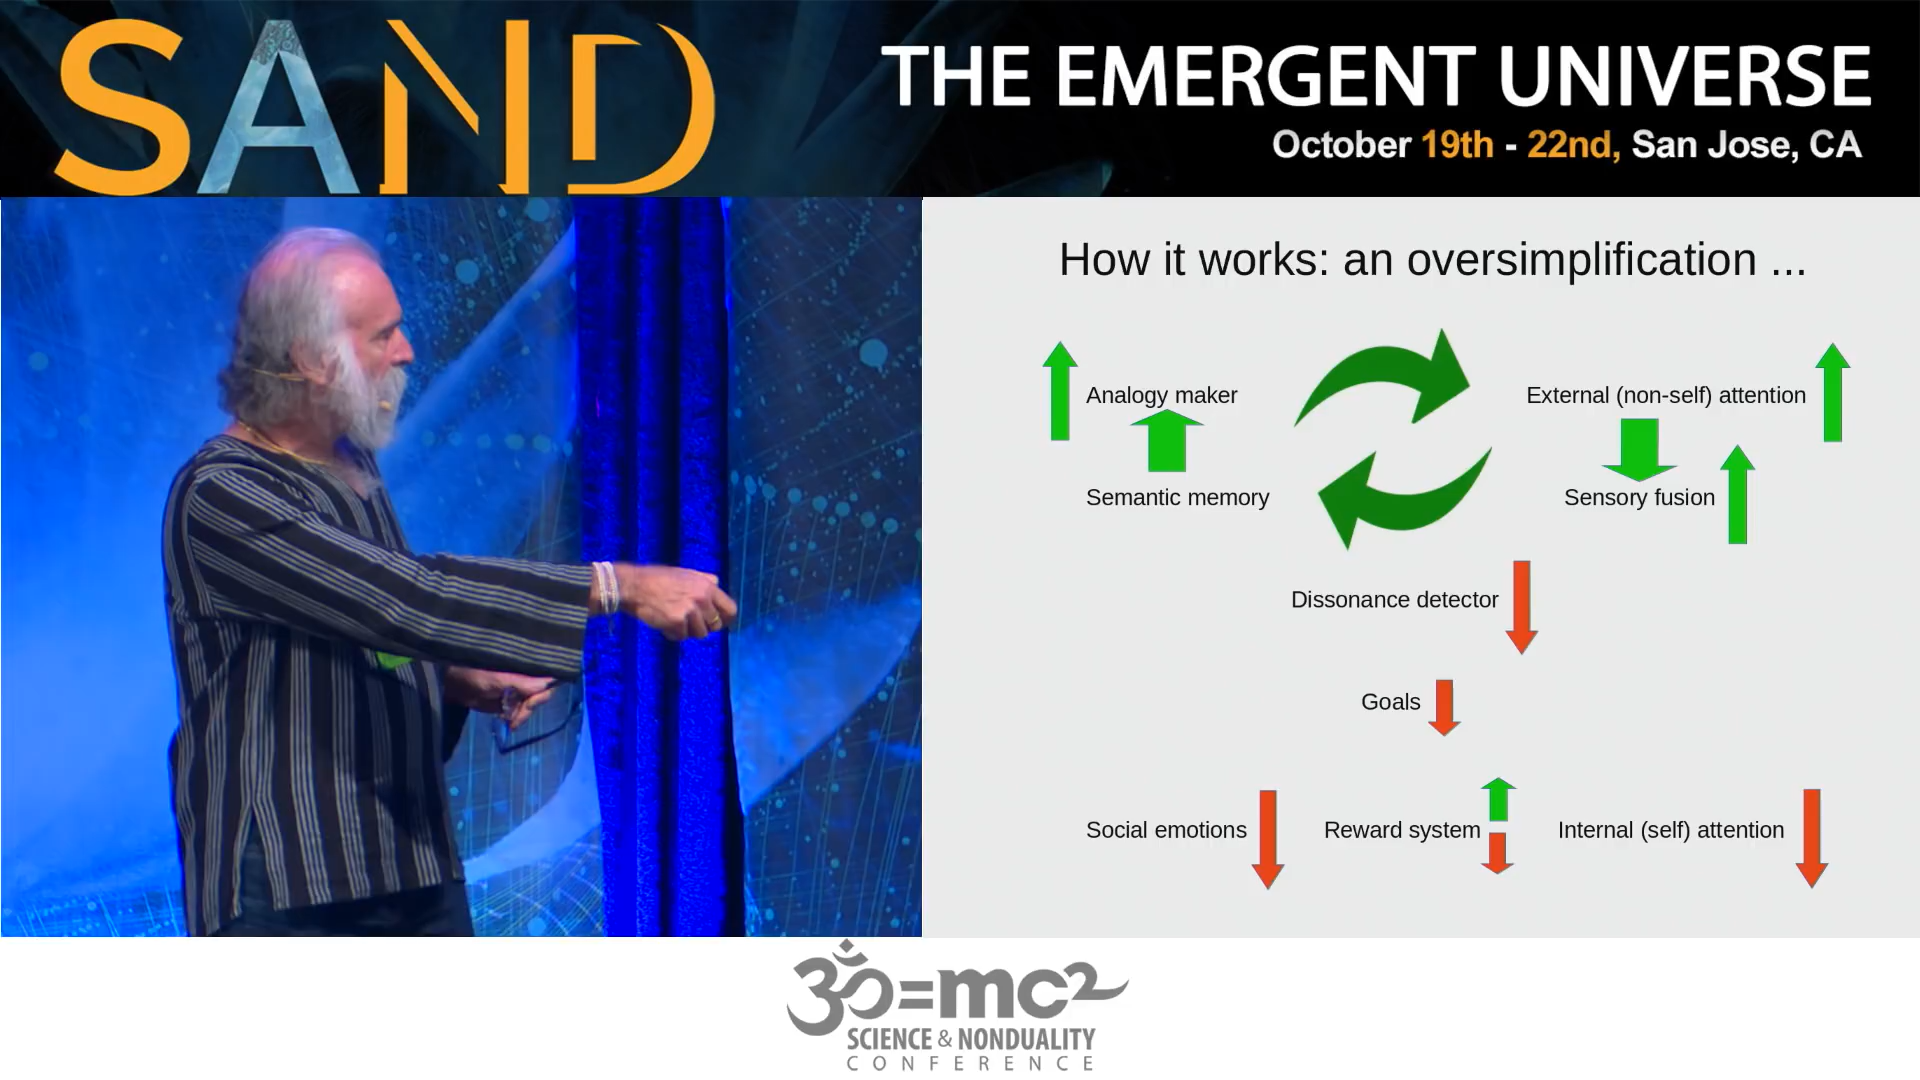 SAND
THE EMERGENT UNIVERSE
October 19th - 22nd, San Jose, CA
How it works: an oversimplification ...
Analogy maker
External (non-self) attention
Semantic memory
Sensory fusion
Dissonance detector
Goals
Social emotions
Reward system
Internal (self) attention
ॐ=mc²
SCIENCE & NONDUALITY
CONFERENCE